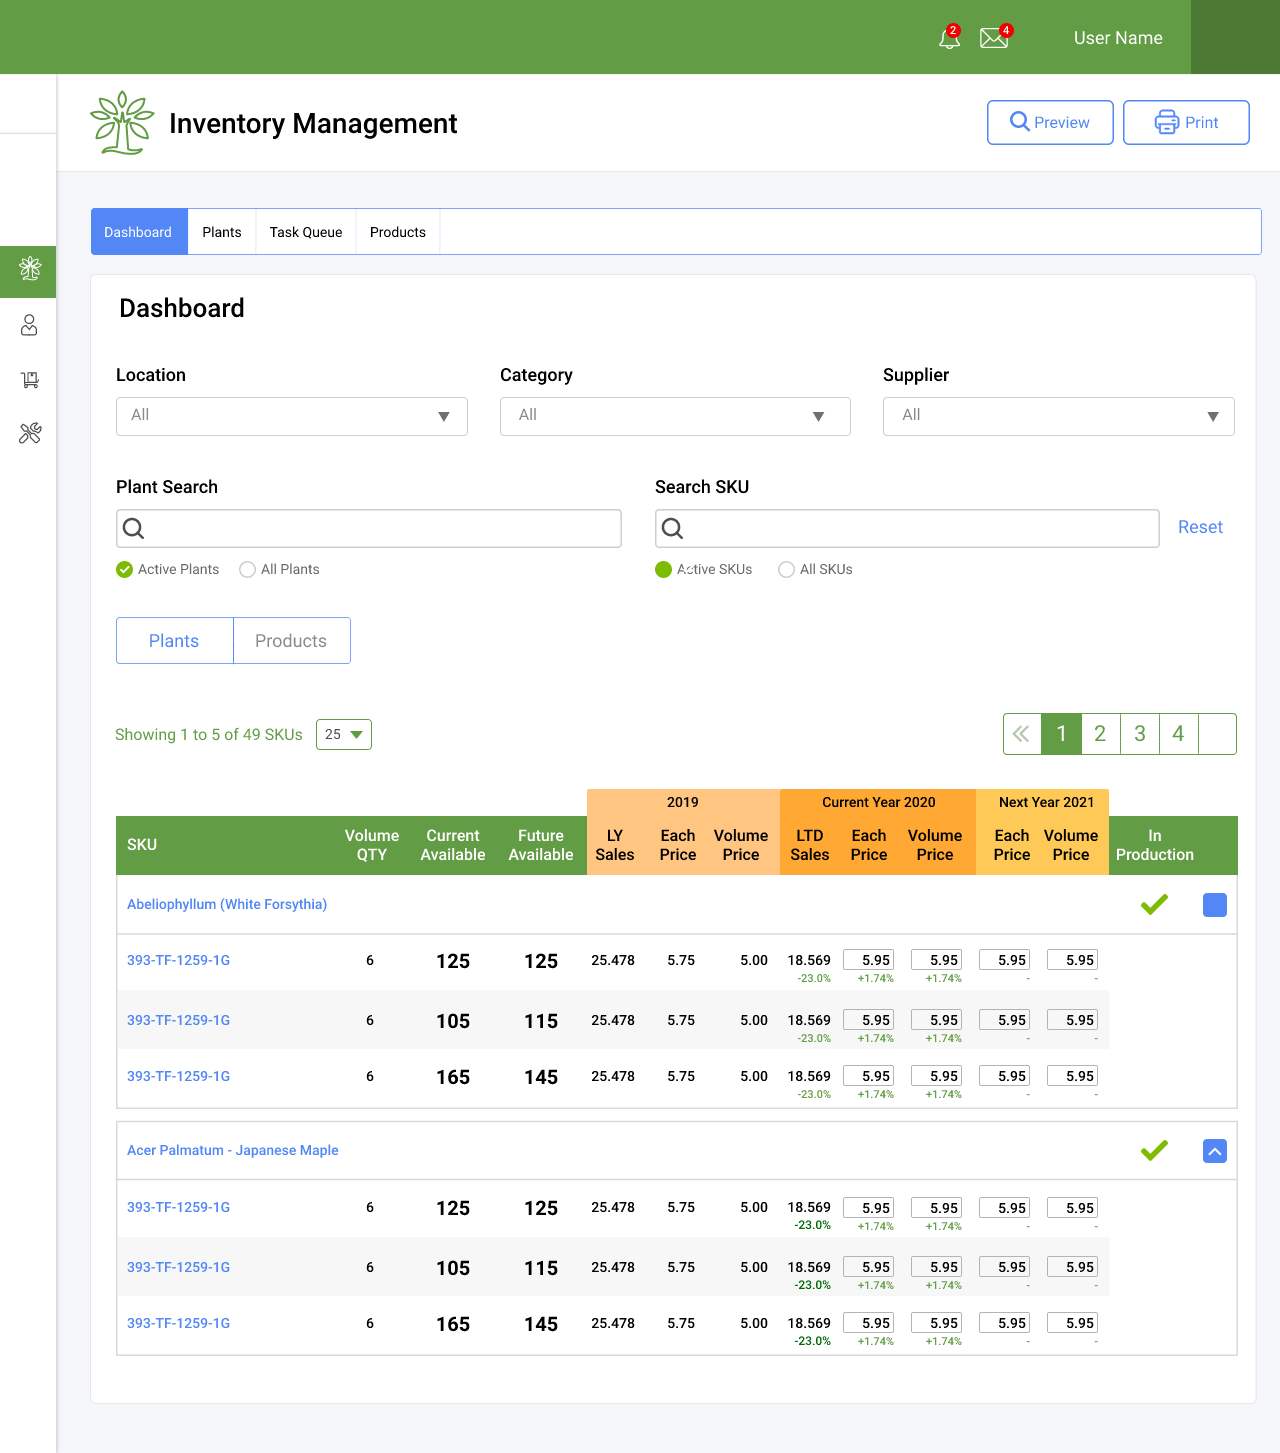 2
4
User Name
Inventory Management
Preview
Print
Dashboard
Plants
Task Queue
Products
Dashboard
Location
Category
Supplier
All
All
All
Plant Search
Search SKU
Reset
Active Plants
All Plants
Active SKUs
All SKUs
Plants
Products
Showing 1 to 5 of 49 SKUs
25
1
2
3
4
2019
Current Year 2020
Next Year 2021
SKU
Volume QTY
Current Available
Future Available
LY Sales
Each Price
Volume Price
LTD Sales
Each Price
Volume Price
Each Price
Volume Price
In Production
Abeliophyllum (White Forsythia)
393-TF-1259-1G 6 125 125 25.478 5.75 5.00 18.569 5.95 5.95 5.95 5.95
-23.0% +1.74% +1.74% - -
393-TF-1259-1G 6 105 115 25.478 5.75 5.00 18.569 5.95 5.95 5.95 5.95
-23.0% +1.74% +1.74% - -
393-TF-1259-1G 6 165 145 25.478 5.75 5.00 18.569 5.95 5.95 5.95 5.95
-23.0% +1.74% +1.74% - -
Acer Palmatum - Japanese Maple
393-TF-1259-1G 6 125 125 25.478 5.75 5.00 18.569 5.95 5.95 5.95 5.95
-23.0% +1.74% +1.74% - -
393-TF-1259-1G 6 105 115 25.478 5.75 5.00 18.569 5.95 5.95 5.95 5.95
-23.0% +1.74% +1.74% - -
393-TF-1259-1G 6 165 145 25.478 5.75 5.00 18.569 5.95 5.95 5.95 5.95
-23.0% +1.74% +1.74% - -